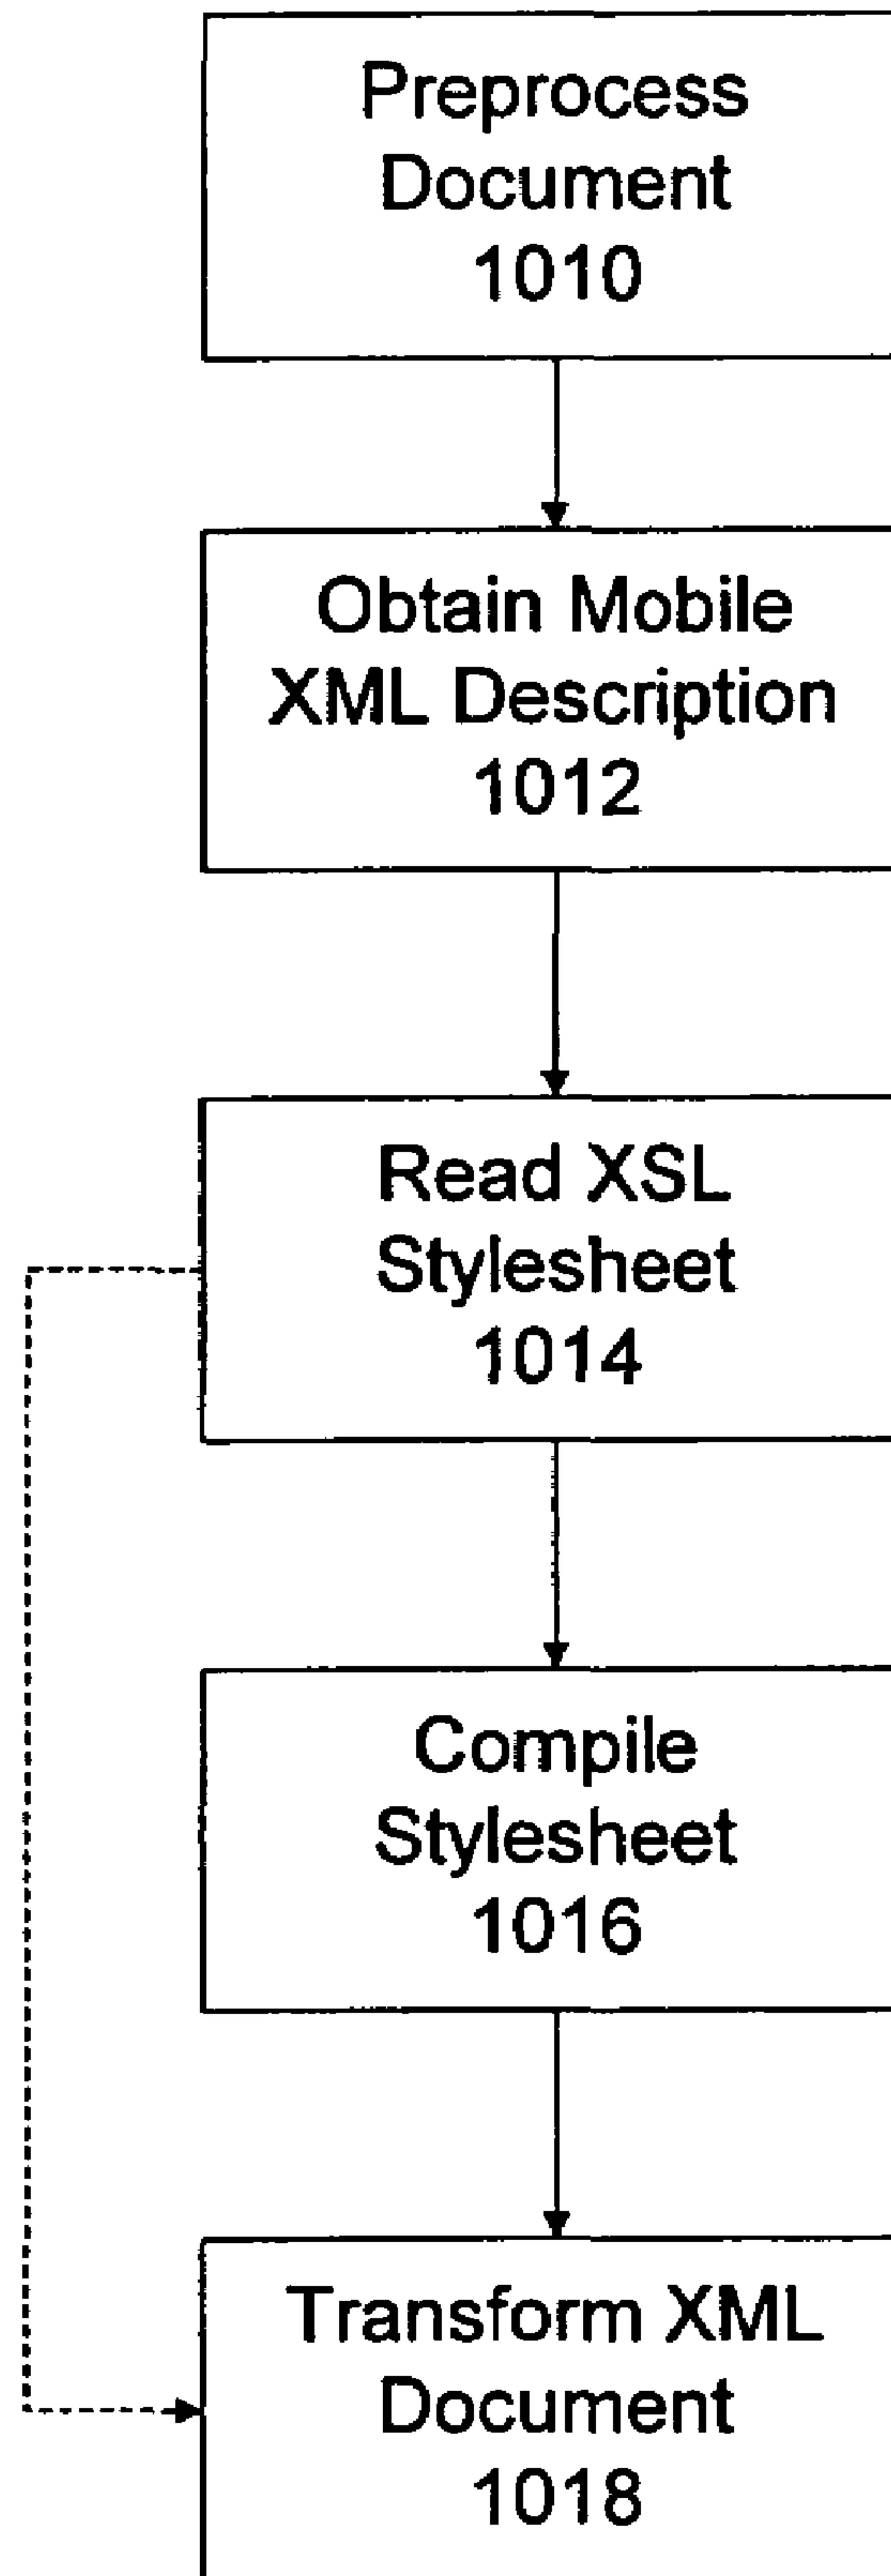 Preprocess
Document
1010
Obtain Mobile
XML Description
1012
Read XSL
Stylesheet
1014
Compile
Stylesheet
1016
Transform XML
Document
1018